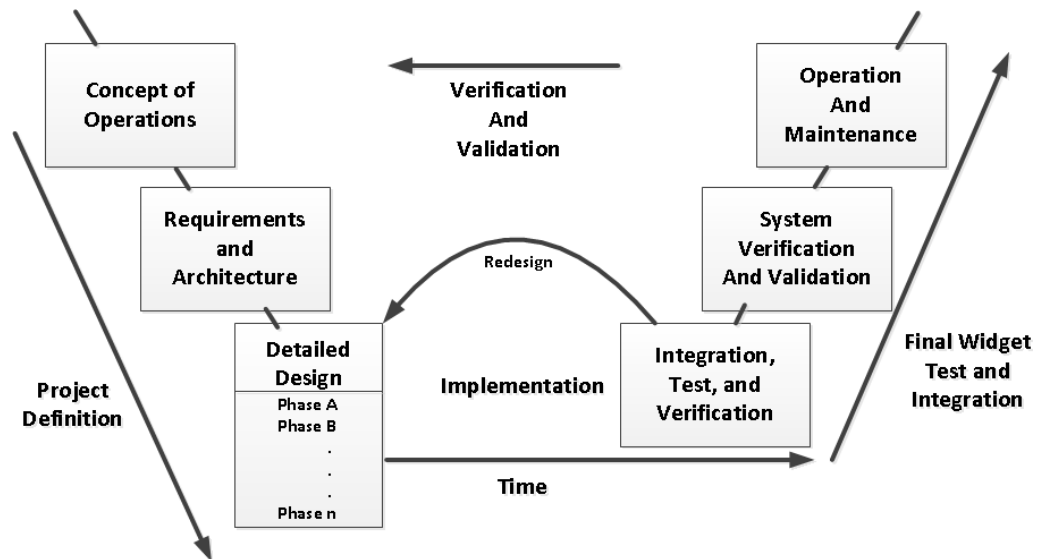 Concept of
Operations
Verification
And
Validation
Operation
And
Maintenance
Requirements
and
Architecture
Redesign
System
Verification
And Validation
Project
Definition
Detailed
Design
Phase A
Phase B
.
.
.
Phase n
Implementation
Integration,
Test, and
Verification
Final Widget
Test and
Integration
Time